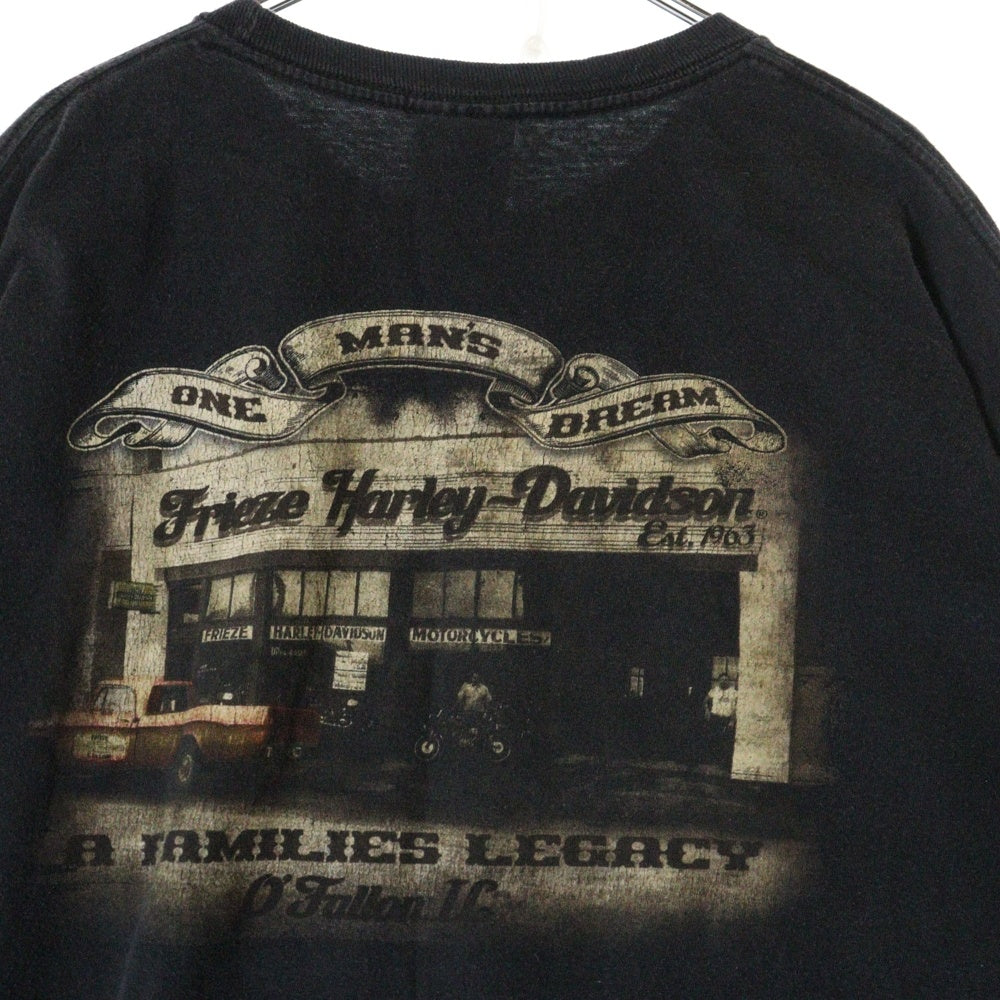 ONE MAN'S DREAM
Frieze Harley-Davidson®
Est. 1963
FRIEZE HARLEY-DAVIDSON MOTORCYCLES
A FAMILIES LEGACY
O'Fallon IL